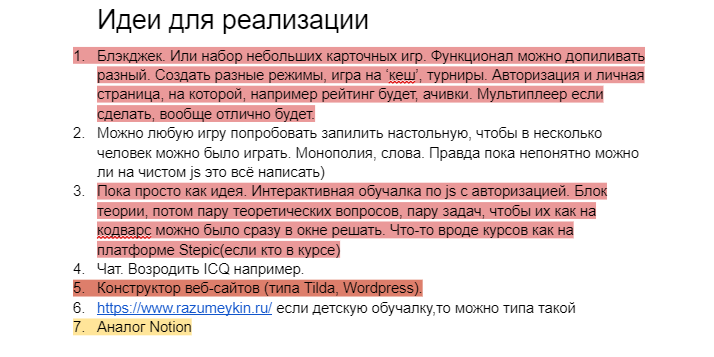 Идеи для реализации
1. Блэкджек. Или набор небольших карточных игр. Функционал можно допиливать
разный. Создать разные режимы, игра на ‘кеш’, турниры. Авторизация и личная
страница, на которой, например рейтинг будет, ачивки. Мультиплеер если
сделать, вообще отлично будет.
2. Можно любую игру попробовать запилить настольную, чтобы в несколько
человек можно было играть. Монополия, слова. Правда пока непонятно можно
ли на чистом js это всё написать)
3. Пока просто как идея. Интерактивная обучалка по js с авторизацией. Блок
теории, потом пару теоретических вопросов, пару задач, чтобы их как на
кодварс можно было сразу в окне решать. Что-то вроде курсов как на
платформе Stepic(если кто в курсе)
4. Чат. Возродить ICQ например.
5. Конструктор веб-сайтов (типа Tilda, Wordpress).
6. https://www.razumeykin.ru/ если детскую обучалку,то можно типа такой
7. Аналог Notion